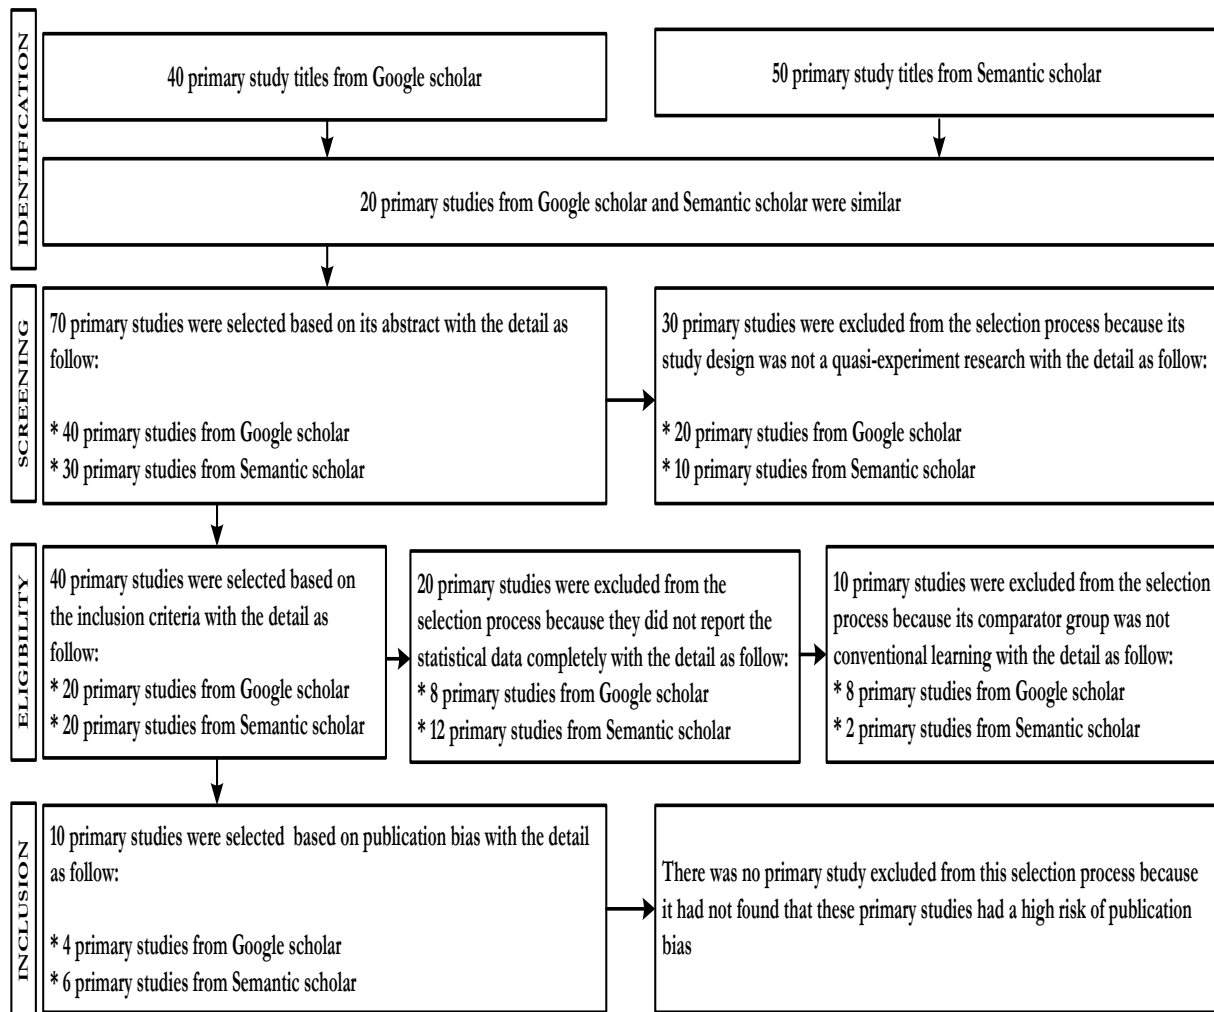 IDENTIFICATION
40 primary study titles from Google scholar
50 primary study titles from Semantic scholar
20 primary studies from Google scholar and Semantic scholar were similar
SCREENING
70 primary studies were selected based on its abstract with the detail as
follow:
* 40 primary studies from Google scholar
* 30 primary studies from Semantic scholar
30 primary studies were excluded from the selection process because its
study design was not a quasi-experiment research with the detail as follow:
* 20 primary studies from Google scholar
* 10 primary studies from Semantic scholar
ELIGIBILITY
40 primary studies were selected based on
the inclusion criteria with the detail as
follow:
* 20 primary studies from Google scholar
* 20 primary studies from Semantic scholar
20 primary studies were excluded from the
selection process because they did not report the
statistical data completely with the detail as follow:
* 8 primary studies from Google scholar
* 12 primary studies from Semantic scholar
10 primary studies were excluded from the selection
process because its comparator group was not
conventional learning with the detail as follow:
* 8 primary studies from Google scholar
* 2 primary studies from Semantic scholar
INCLUSION
10 primary studies were selected based on publication bias with the detail
as follow:
* 4 primary studies from Google scholar
* 6 primary studies from Semantic scholar
There was no primary study excluded from this selection process because
it had not found that these primary studies had a high risk of publication
bias